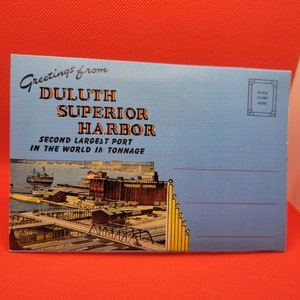 Greetings from
DULUTH
SUPERIOR
HARBOR
SECOND LARGEST PORT
IN THE WORLD IN TONNAGE